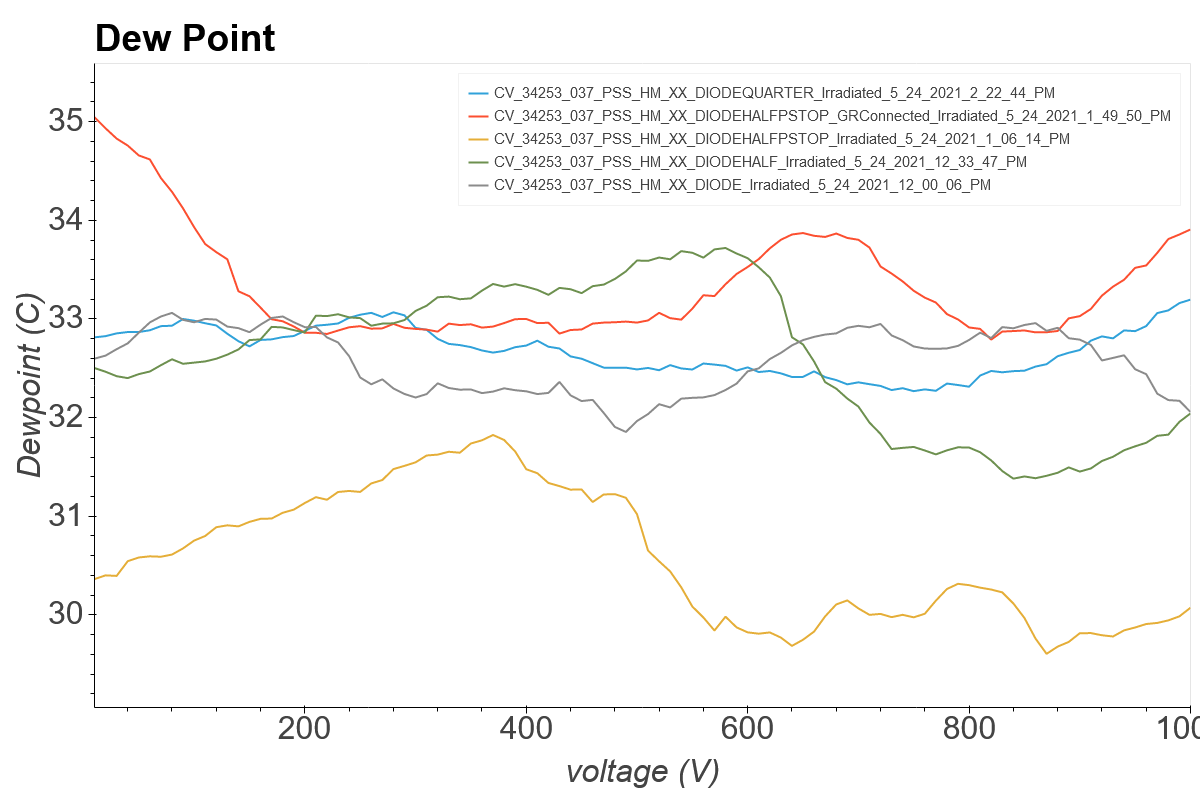 Dew Point
CV_34253_037_PSS_HM_XX_DIODEQUARTER_Irradiated_5_24_2021_2_22_44_PM
CV_34253_037_PSS_HM_XX_DIODEHALFPSTOP_GRConnected_Irradiated_5_24_2021_1_49_50_PM
CV_34253_037_PSS_HM_XX_DIODEHALFPSTOP_Irradiated_5_24_2021_1_06_14_PM
CV_34253_037_PSS_HM_XX_DIODEHALF_Irradiated_5_24_2021_12_33_47_PM
CV_34253_037_PSS_HM_XX_DIODE_Irradiated_5_24_2021_12_00_06_PM
35
34
33
32
31
30
Dewpoint (C)
200 400 600 800 100
voltage (V)